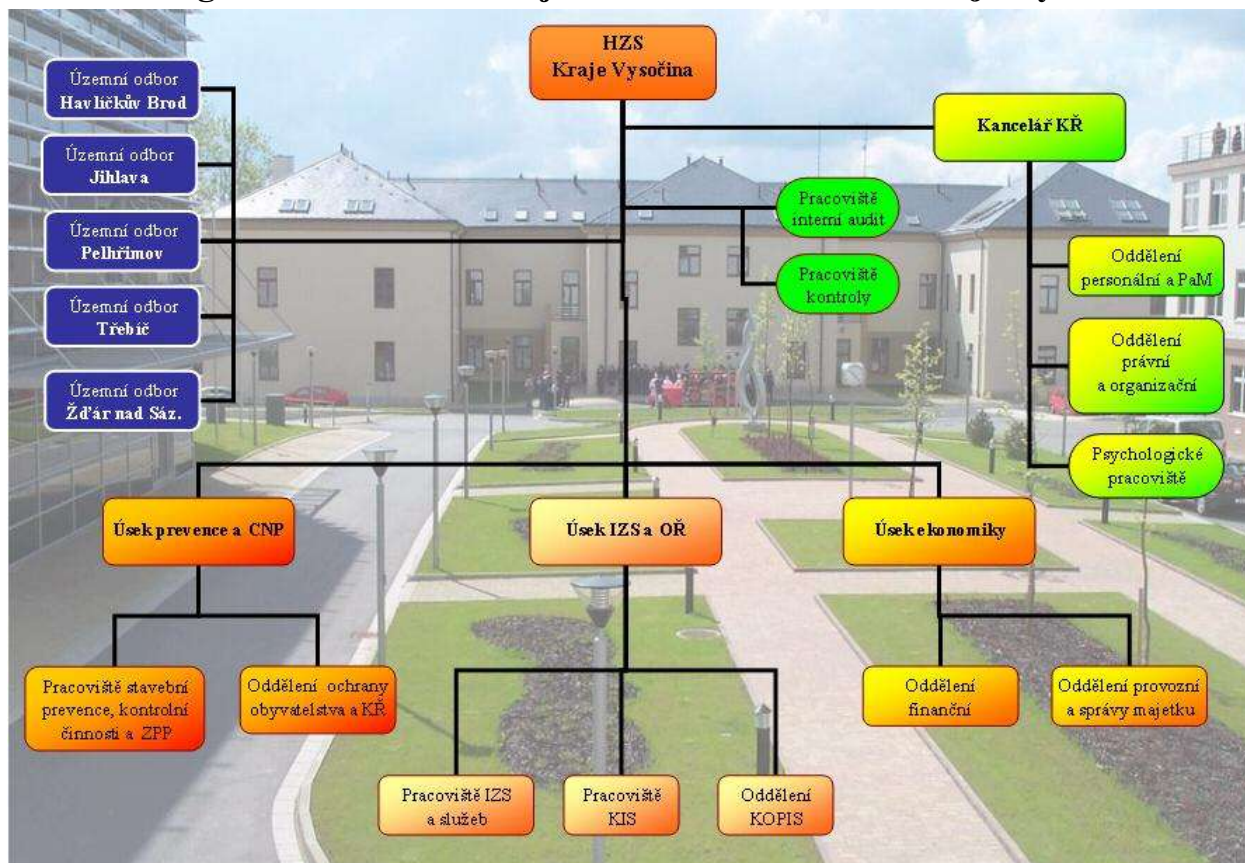 HZS
Kraje Vysočina
Územní odbor
Havlíčkův Brod
Územní odbor
Jihlava
Územní odbor
Pelhřimov
Územní odbor
Třebíč
Územní odbor
Žďár nad Sáz.
Kancelář KŘ
Pracoviště
interní audit
Pracoviště
kontroly
Oddělení
personální a PaM
Oddělení
právní
a organizační
Psychologické
pracoviště
Úsek prevence a CNP
Úsek IZS a OŘ
Úsek ekonomiky
Pracoviště stavební
prevence, kontrolní
činnosti a ZPP
Oddělení ochrany
obyvatelstva a KŘ
Pracoviště IZS
a služeb
Pracoviště
KIS
Oddělení
KOPIS
Oddělení
finanční
Oddělení provozní
a správy majetku